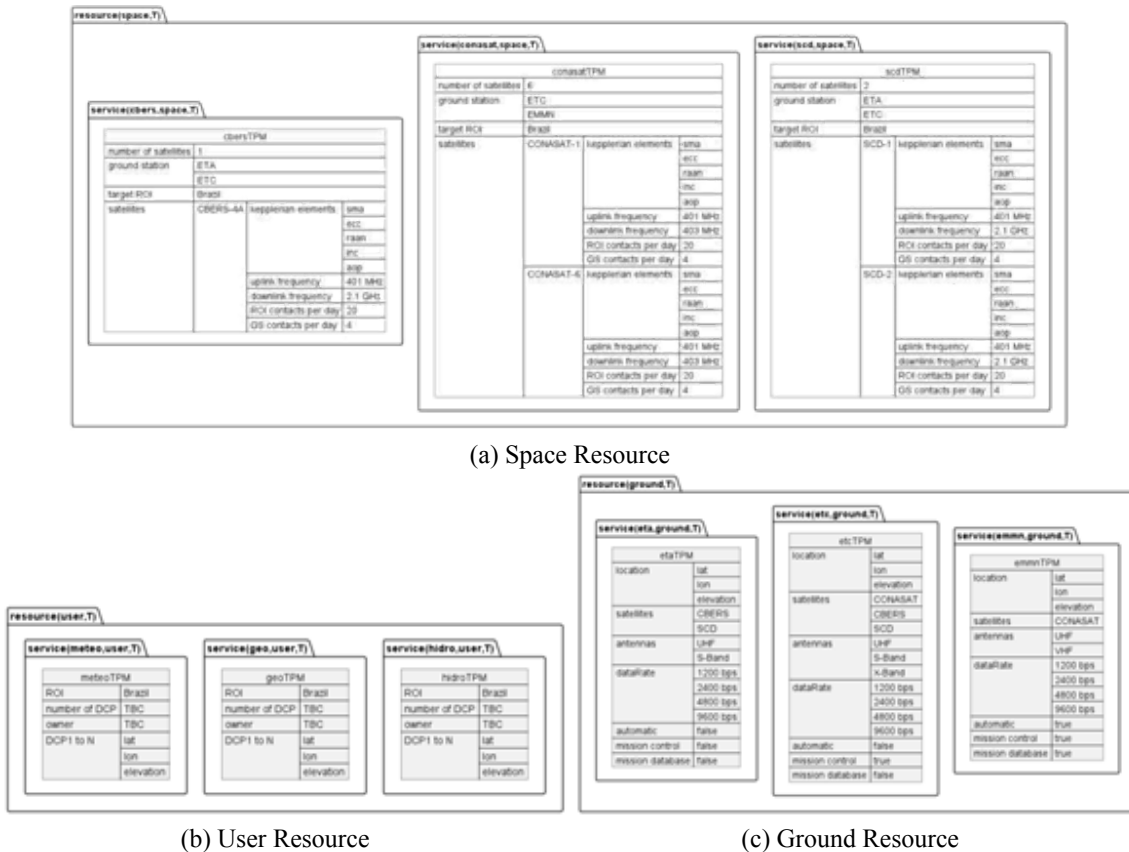 resource(space,T)
service(cbers,space,T)
cbersTPM
number of satellites 1
ground station ETA
ETC
target ROI Brazil
satellites CBERS-4A kepplerian elements sma
ecc
raan
inc
aop
uplink frequency 401 MHz
downlink frequency 2.1 GHz
ROI contacts per day 20
GS contacts per day 4
service(conasat,space,T)
conasatTPM
number of satellites 6
ground station ETC
EMMN
target ROI Brazil
satellites CONASAT-1 kepplerian elements sma
ecc
raan
inc
aop
uplink frequency 401 MHz
downlink frequency 403 MHz
ROI contacts per day 20
GS contacts per day 4
CONASAT-6 kepplerian elements sma
ecc
raan
inc
aop
uplink frequency 401 MHz
downlink frequency 403 MHz
ROI contacts per day 20
GS contacts per day 4
service(scd,space,T)
scdTPM
number of satellites 2
ground station ETA
ETC
target ROI Brazil
satellites SCD-1 kepplerian elements sma
ecc
raan
inc
aop
uplink frequency 401 MHz
downlink frequency 2.1 GHz
ROI contacts per day 20
GS contacts per day 4
SCD-2 kepplerian elements sma
ecc
raan
inc
aop
uplink frequency 401 MHz
downlink frequency 2.1 GHz
ROI contacts per day 20
GS contacts per day 4
(a) Space Resource
resource(user,T)
service(meteo,user,T)
meteoTPM
ROI Brazil
number of DCP TBC
owner TBC
DCP1 to N lat
lon
elevation
service(geo,user,T)
geoTPM
ROI Brazil
number of DCP TBC
owner TBC
DCP1 to N lat
lon
elevation
service(hidro,user,T)
hidroTPM
ROI Brazil
number of DCP TBC
owner TBC
DCP1 to N lat
lon
elevation
(b) User Resource
resource(ground,T)
service(eta,ground,T)
etaTPM
location lat
lon
elevation
satellites CBERS
SCD
antennas UHF
S-Band
dataRate 1200 bps
2400 bps
4800 bps
9600 bps
automatic false
mission control false
mission database false
service(etc,ground,T)
etcTPM
location lat
lon
elevation
satellites CONASAT
CBERS
SCD
antennas UHF
S-Band
X-Band
dataRate 1200 bps
2400 bps
4800 bps
9600 bps
automatic false
mission control true
mission database false
service(emmn,ground,T)
emmnTPM
location lat
lon
elevation
satellites CONASAT
antennas UHF
VHF
dataRate 1200 bps
2400 bps
4800 bps
9600 bps
automatic true
mission control true
mission database true
(c) Ground Resource